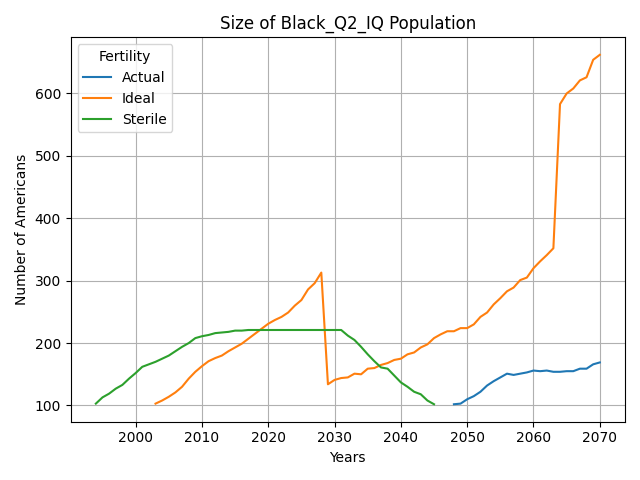 Size of Black_Q2_IQ Population
Fertility
Actual
Ideal
Sterile
Number of Americans
600
500
400
300
200
100
2000
2010
2020
2030
2040
2050
2060
2070
Years